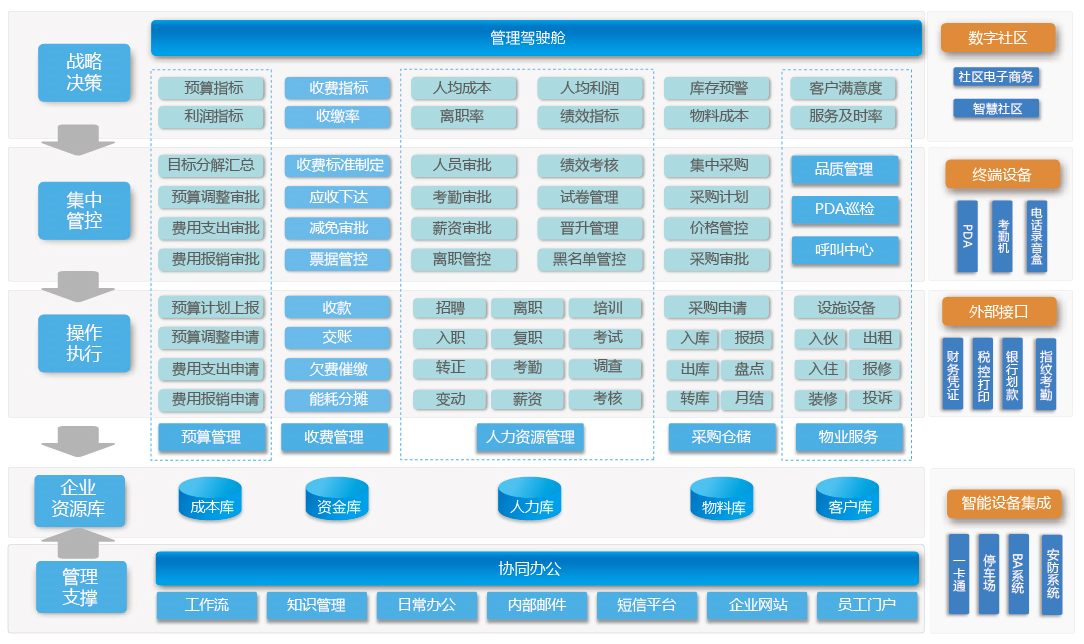 战略
决策
管理驾驶舱
预算指标
收费指标
人均成本
人均利润
库存预警
客户满意度
利润指标
收缴率
离职率
绩效指标
物料成本
服务及时率
数字社区
社区电子商务
智慧社区
集中
管控
目标分解汇总
收费标准制定
人员审批
绩效考核
集中采购
品质管理
预算调整审批
应收下达
考勤审批
试卷管理
采购计划
PDA巡检
费用支出审批
减免审批
薪资审批
晋升管理
价格管控
呼叫中心
费用报销审批
票据管控
离职管控
黑名单管控
采购审批
终端设备
PDA
考勤机
电话录音盒
操作
执行
预算计划上报
收款
招聘
离职
培训
采购申请
设施设备
预算调整申请
交账
入职
复职
考试
入库
报损
入伙
出租
费用支出申请
欠费催缴
转正
考勤
调查
出库
盘点
入住
报修
费用报销申请
能耗分摊
变动
薪资
考核
转库
月结
装修
投诉
预算管理
收费管理
人力资源管理
采购仓储
物业服务
外部接口
财务凭证
税控打印
银行划款
指纹考勤
企业
资源库
成本库
资金库
人力库
物料库
客户库
管理
支撑
协同办公
工作流
知识管理
日常办公
内部邮件
短信平台
企业网站
员工门户
智能设备集成
一卡通
停车场
BA系统
安防系统